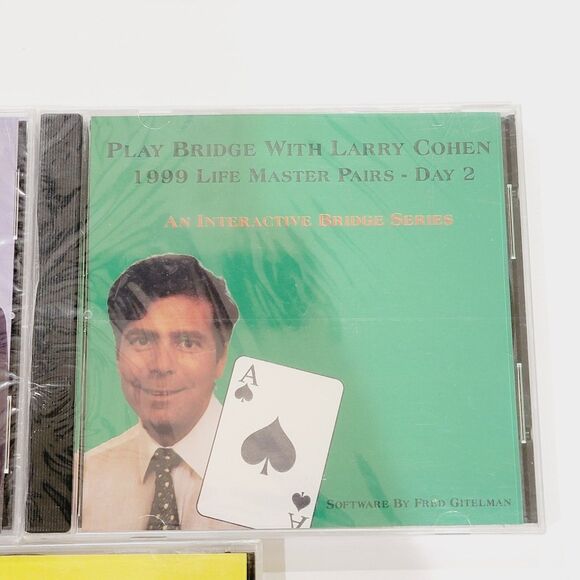 PLAY BRIDGE WITH LARRY COHEN
1999 LIFE MASTER PAIRS - DAY 2
AN INTERACTIVE BRIDGE SERIES
A
A
SOFTWARE BY FRED GITELMAN